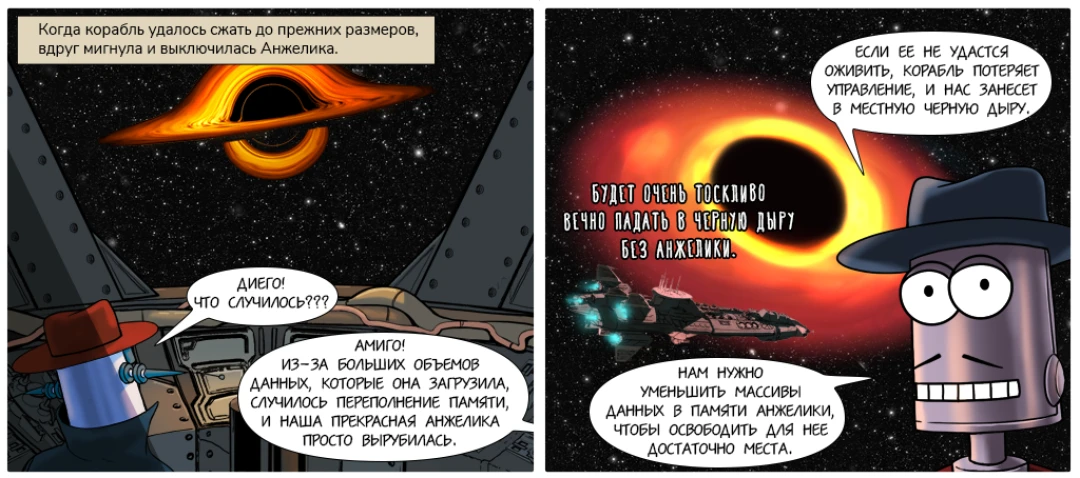 Когда корабль удалось сжать до прежних размеров,
вдруг мигнула и выключилась Анжелика.
ДИЕГО!
ЧТО СЛУЧИЛОСЬ???
АМИГО!
ИЗ-ЗА БОЛЬШИХ ОБЪЕМОВ
ДАННЫХ, КОТОРЫЕ ОНА ЗАГРУЗИЛА,
СЛУЧИЛОСЬ ПЕРЕПОЛНЕНИЕ ПАМЯТИ,
И НАША ПРЕКРАСНАЯ АНЖЕЛИКА
ПРОСТО ВЫРУБИЛАСЬ.
ЕСЛИ ЕЕ НЕ УДАСТСЯ
ОЖИВИТЬ, КОРАБЛЬ ПОТЕРЯЕТ
УПРАВЛЕНИЕ, И НАС ЗАНЕСЕТ
В МЕСТНУЮ ЧЕРНУЮ ДЫРУ.
БУДЕТ ОЧЕНЬ ТОСКЛИВО
ВЕЧНО ПАДАТЬ В ЧЕРНУЮ ДЫРУ
БЕЗ АНЖЕЛИКИ.
НАМ НУЖНО
УМЕНЬШИТЬ МАССИВЫ
ДАННЫХ В ПАМЯТИ АНЖЕЛИКИ,
ЧТОБЫ ОСВОБОДИТЬ ДЛЯ НЕЕ
ДОСТАТОЧНО МЕСТА.